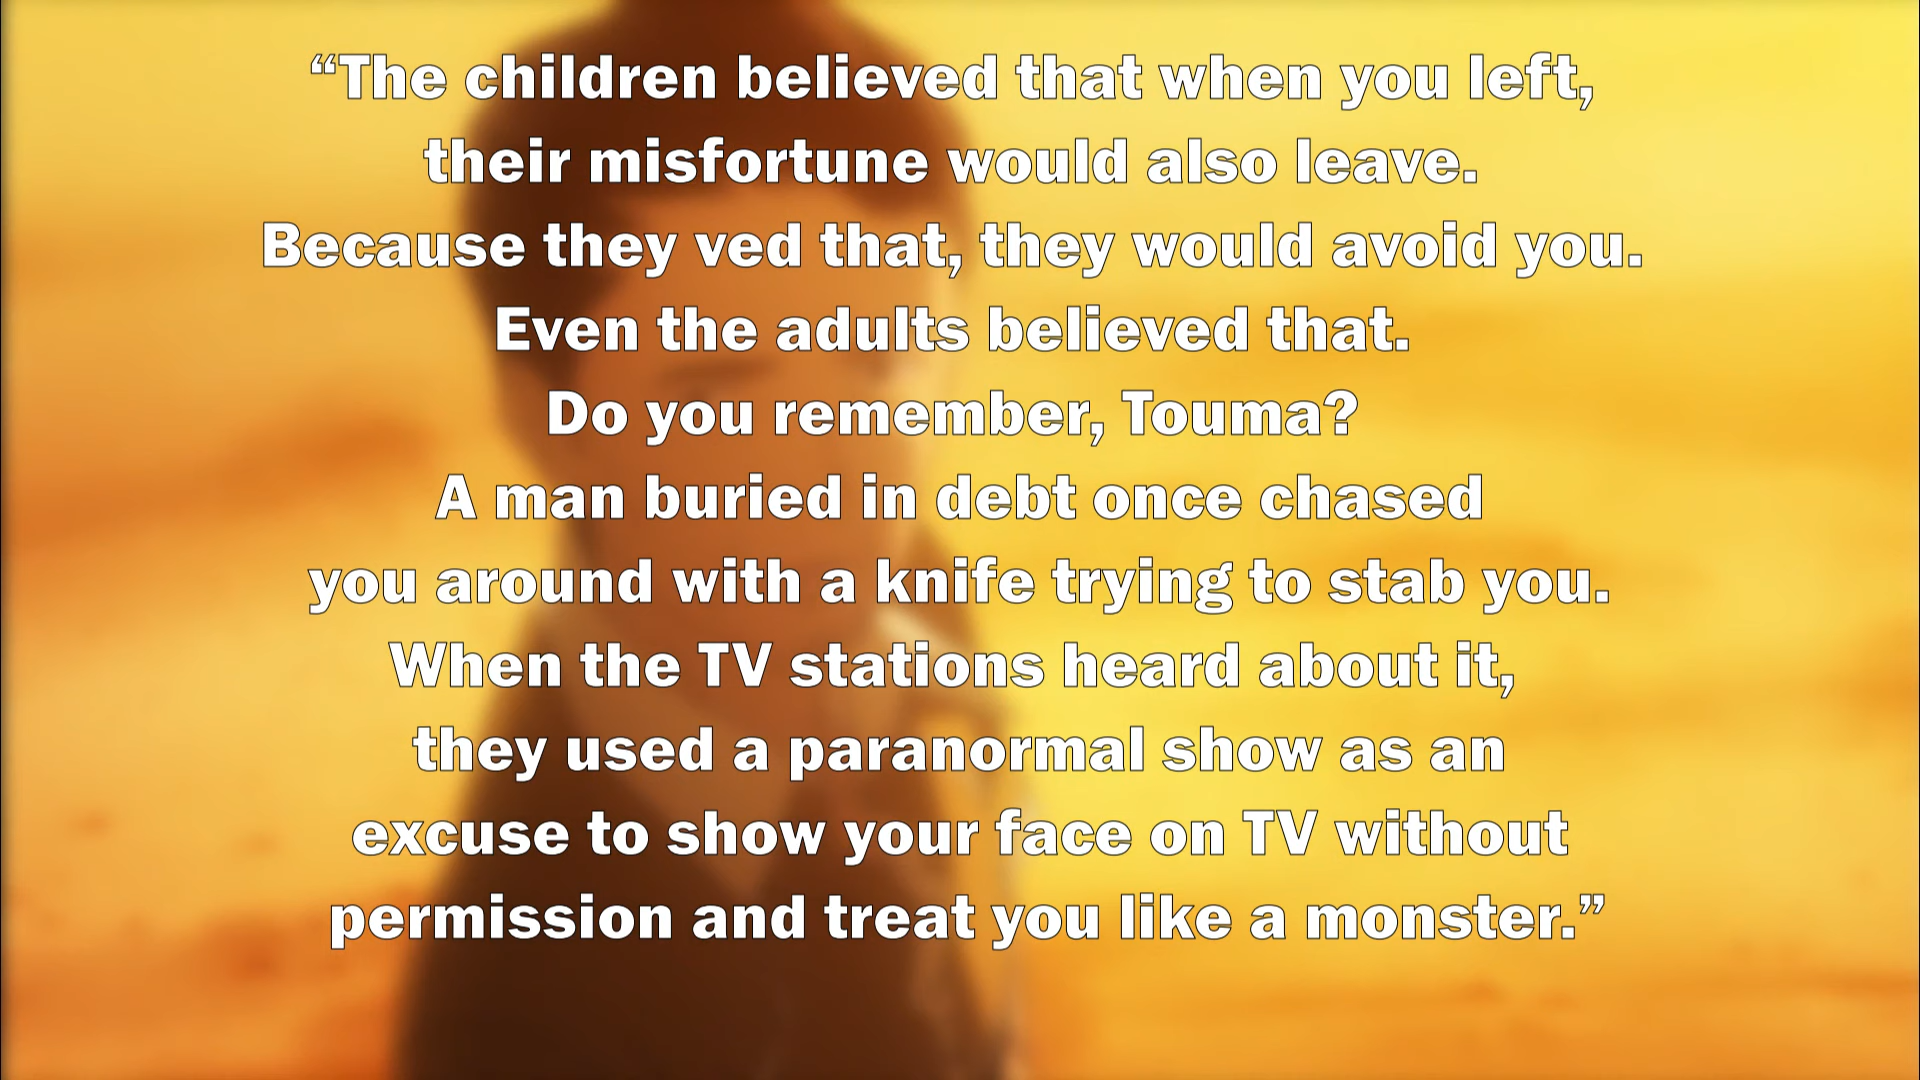 “The children believed that when you left,
their misfortune would also leave.
Because they ved that, they would avoid you.
Even the adults believed that.
Do you remember, Touma?
A man buried in debt once chased
you around with a knife trying to stab you.
When the TV stations heard about it,
they used a paranormal show as an
excuse to show your face on TV without
permission and treat you like a monster.”